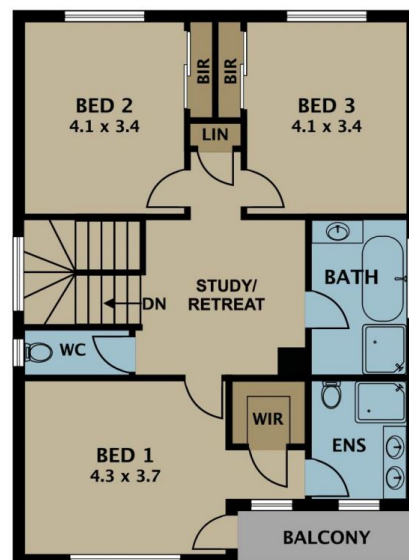 BED 2
4.1 x 3.4
BIR
BIR
BED 3
4.1 x 3.4
LIN
STUDY/
RETREAT
DN
BATH
WC
BED 1
4.3 x 3.7
WIR
ENS
BALCONY